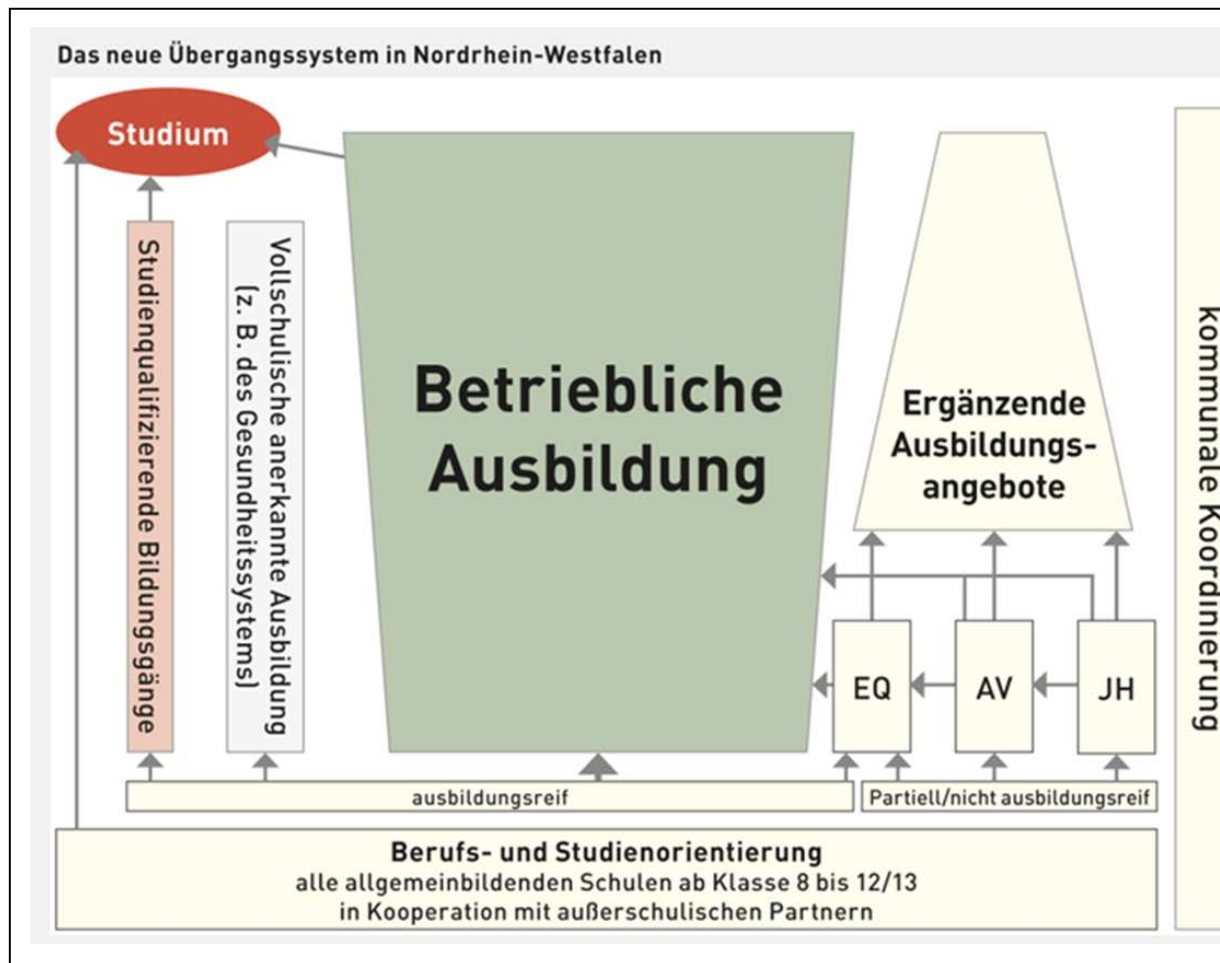 Das neue Übergangssystem in Nordrhein-Westfalen
Studium
Studienqualifizierende Bildungsgänge
Vollschulische anerkannte Ausbildung
(z. B. des Gesundheitssystems)
Betriebliche
Ausbildung
Ergänzende
Ausbildungs-
angebote
EQ
AV
JH
ausbildungsreif
Partiell/nicht ausbildungsreif
Berufs- und Studienorientierung
alle allgemeinbildenden Schulen ab Klasse 8 bis 12/13
in Kooperation mit außerschulischen Partnern
kommunale Koordinierung